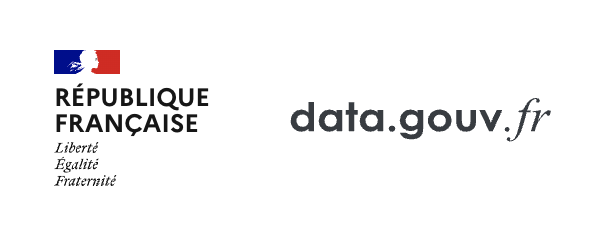 RÉPUBLIQUE
FRANÇAISE
Liberté
Égalité
Fraternité
data.gouv.fr